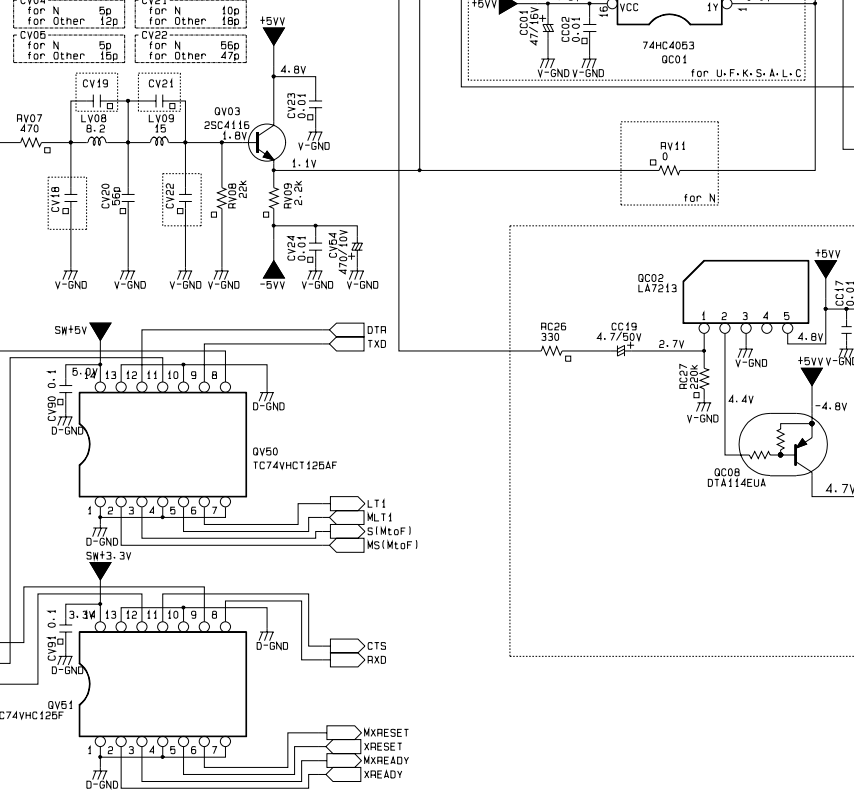 CV04
for N 5p
for Other 12p
CV21
for N 10p
for Other 18p
CV05
for N 5p
for Other 15p
CV22
for N 56p
for Other 47p
+5VV
4.8V
CV23
0.01
V-GND
CV19
CV21
QV03
2SC4116
RV07
470
LV08
8.2
LV09
15
1.8V
1.1V
CV18
CV20
56p
CV22
RV08
22k
RV09
2.2k
CV24
0.01
CV54
470/10V
V-GND
V-GND
V-GND
V-GND
-5VV
V-GND
V-GND
+5VV
CC01
47/16V
CC02
0.01
16
VCC
1Y
1
74HC4053
QC01
V-GND
V-GND
for U.F.K.S.A.L.C
RV11
0
for N
QC02
LA7213
1 2 3 4 5
+5VV
CC17
0.01
4.8V
V-GND
RC26
330
CC19
4.7/50V
2.7V
RC27
220k
V-GND
V-GND
4.4V
+5VV
-4.8V
QC08
DTA114EUA
4.7V
SW+5V
DTR
TXD
5.0V
CV90 0.1
D-GND
14 13 12 11 10 9 8
D-GND
QV50
TC74VHCT125AF
1 2 3 4 5 6 7
D-GND
LT1
MLT1
S(MtoF)
MS(MtoF)
SW+3.3V
3.3V
CV91 0.1
D-GND
14 13 12 11 10 9 8
D-GND
CTS
RXD
QV51
C74VHC125F
1 2 3 4 5 6 7
D-GND
MXRESET
XRESET
MXREADY
XREADY